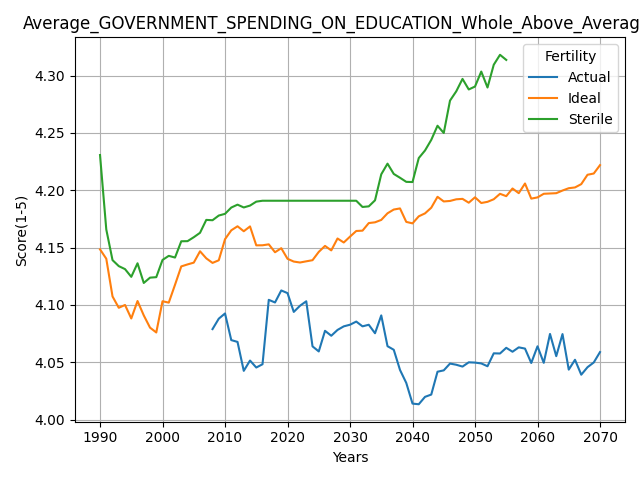 Average_GOVERNMENT_SPENDING_ON_EDUCATION_Whole_Above_Averag
Fertility
Actual
Ideal
Sterile
Score(1-5)
4.30
4.25
4.20
4.15
4.10
4.05
4.00
1990 2000 2010 2020 2030 2040 2050 2060 2070
Years